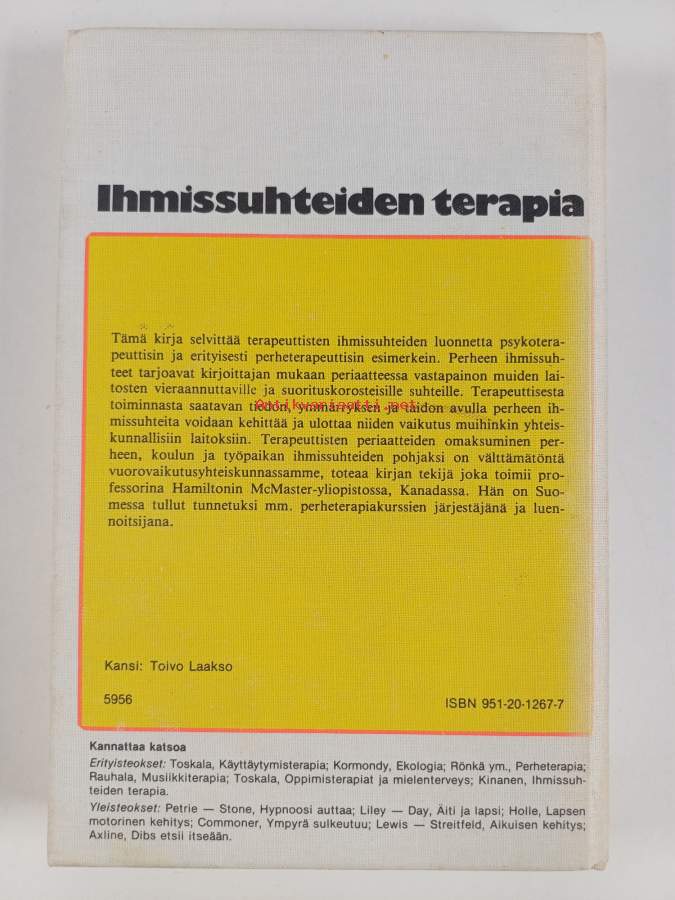 Ihmissuhteiden terapia
Tämä kirja selvittää terapeuttisten ihmissuhteiden luonnetta psykotera-
peuttisin ja erityisesti perheterapeuttisin esimerkein. Perheen ihmissuh-
teet tarjoavat kirjoittajan mukaan periaatteessa vastapainon muiden lai-
tosten vieraannuttaville ja suorituskorosteisille suhteille. Terapeuttisesta
toiminnasta saatavan tiedon, ymmärryksen ja taidon avulla perheen ih-
missuhteita voidaan kehittää ja ulottaa niiden vaikutus muihinkin yhteis-
kunnallisiin laitoksiin. Terapeuttisten periaatteiden omaksuminen per-
heen, koulun ja työpaikan ihmissuhteiden pohjaksi on välttämätöntä
vuorovaikutusyhteiskunnassamme, toteaa kirjan tekijä joka toimii pro-
fessorina Hamiltonin McMaster-yliopistossa, Kanadassa. Hän on Suo-
messa tullut tunnetuksi mm. perheterapiakurssien järjestäjänä ja luen-
noitsijana.
Antikvariaatti.net
Kansi: Toivo Laakso
5956
ISBN 951-20-1267-7
Kannattaa katsoa
Erityisteokset: Toskala, Käyttäytymisterapia; Kormondy, Ekologia; Rönkä ym., Perheterapia;
Rauhala, Musiikkiterapia; Toskala, Oppimisterapiat ja mielenterveys; Kinanen, Ihmissuh-
teiden terapia.
Yleisteokset: Petrie — Stone, Hypnoosi auttaa; Liley — Day, Äiti ja lapsi; Holle, Lapsen
motorinen kehitys; Commoner, Ympyrä sulkeutuu; Lewis — Streitfeld, Aikuisen kehitys;
Axline, Dibs etsii itseään.